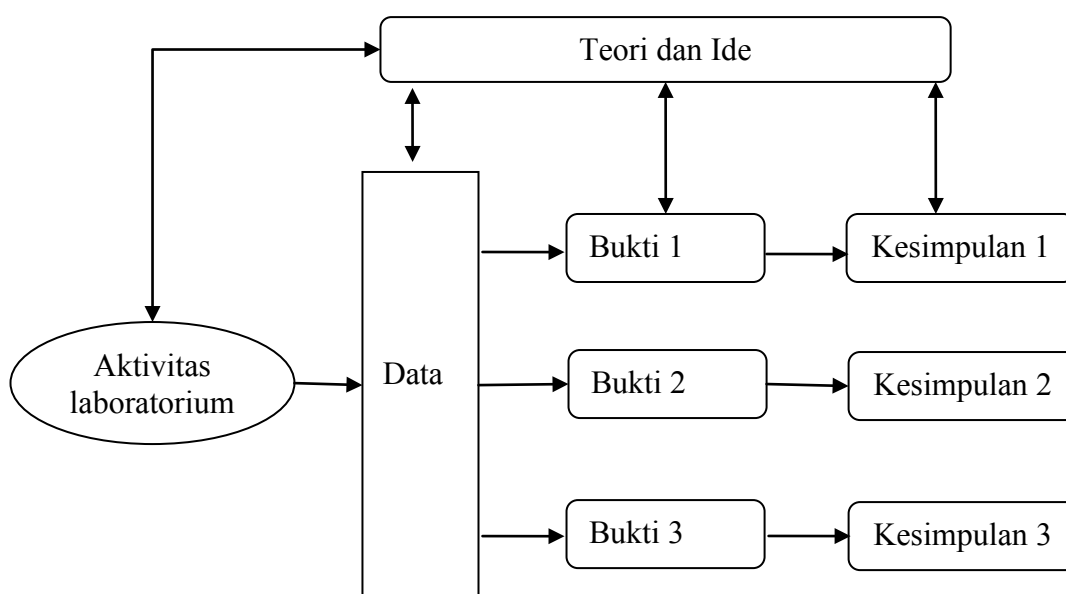 Teori dan Ide
Bukti 1
Kesimpulan 1
Aktivitas
laboratorium
Data
Bukti 2
Kesimpulan 2
Bukti 3
Kesimpulan 3